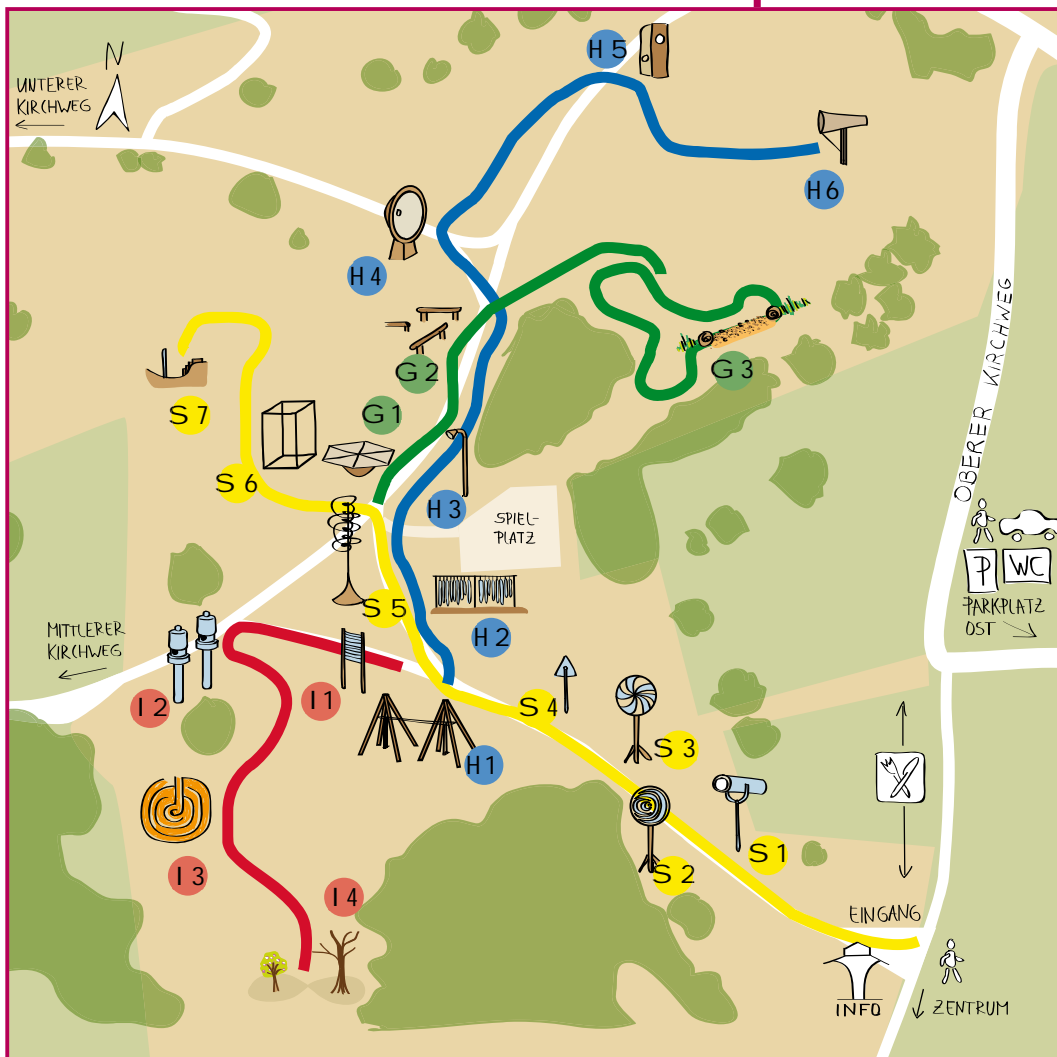 N
UNTERER
KIRCHWEG
H5
H6
H4
G2
G3
G1
S7
S6
H3
SPIEL-
PLATZ
OBERER KIRCHWEG
P
WC
PARKPLATZ
OST
S5
H2
MITTLERER
KIRCHWEG
I1
I2
S4
S3
H1
S1
S2
I3
I4
EINGANG
INFO
ZENTRUM